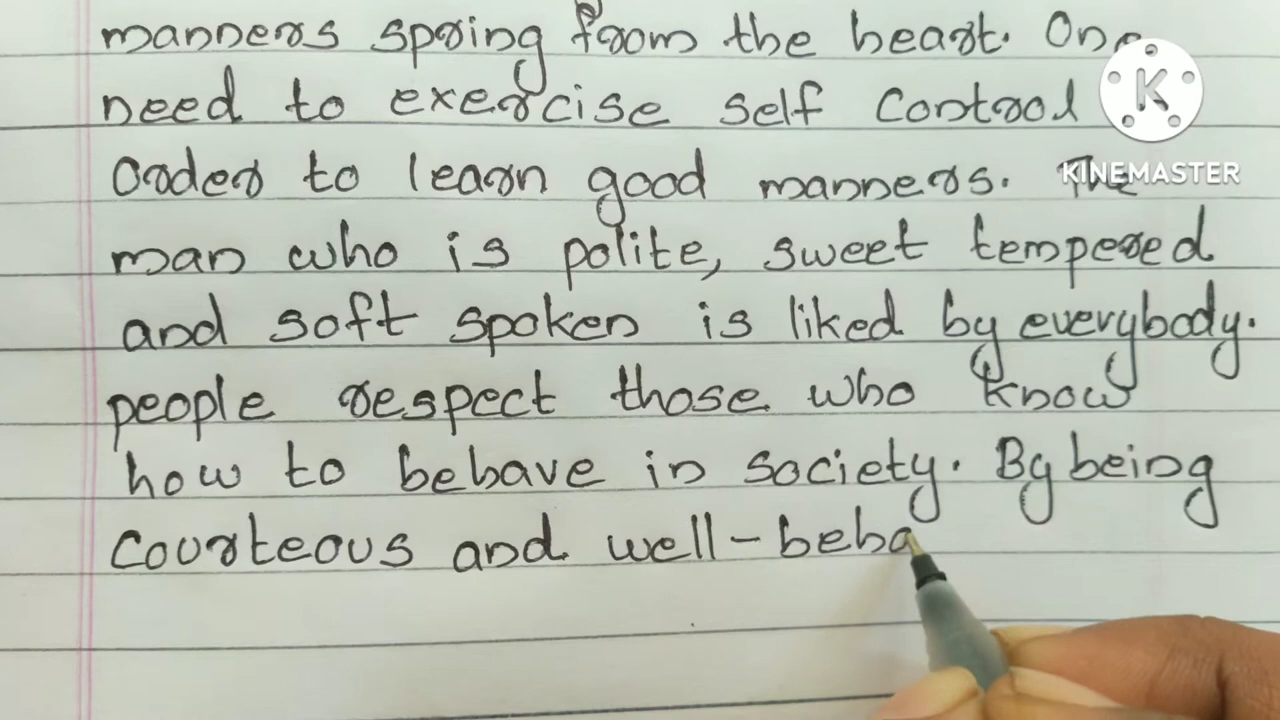 manners spring from the heart. One
need to exercise self control
order to learn good manners. The
man who is polite, sweet tempered
and soft spoken is liked by everybody.
people respect those who know
how to behave in society. By being
courteous and well-beha
K
KINEMASTER